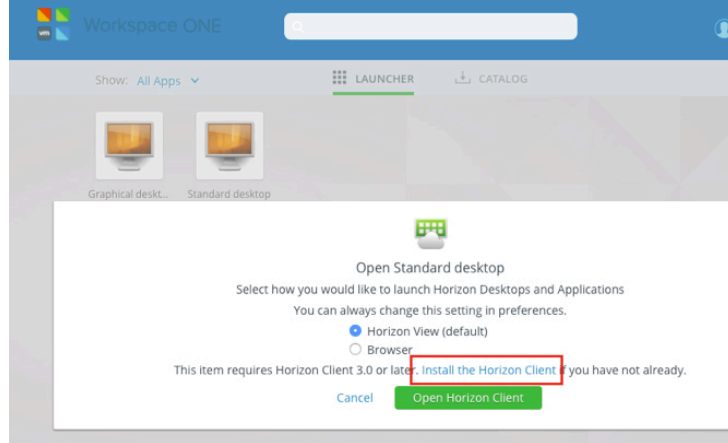 vm
Workspace ONE
Show: All Apps
LAUNCHER
CATALOG
Graphical deskt...
Standard desktop
Open Standard desktop
Select how you would like to launch Horizon Desktops and Applications
You can always change this setting in preferences.
Horizon View (default)
Browser
This item requires Horizon Client 3.0 or later. Install the Horizon Client if you have not already.
Cancel
Open Horizon Client